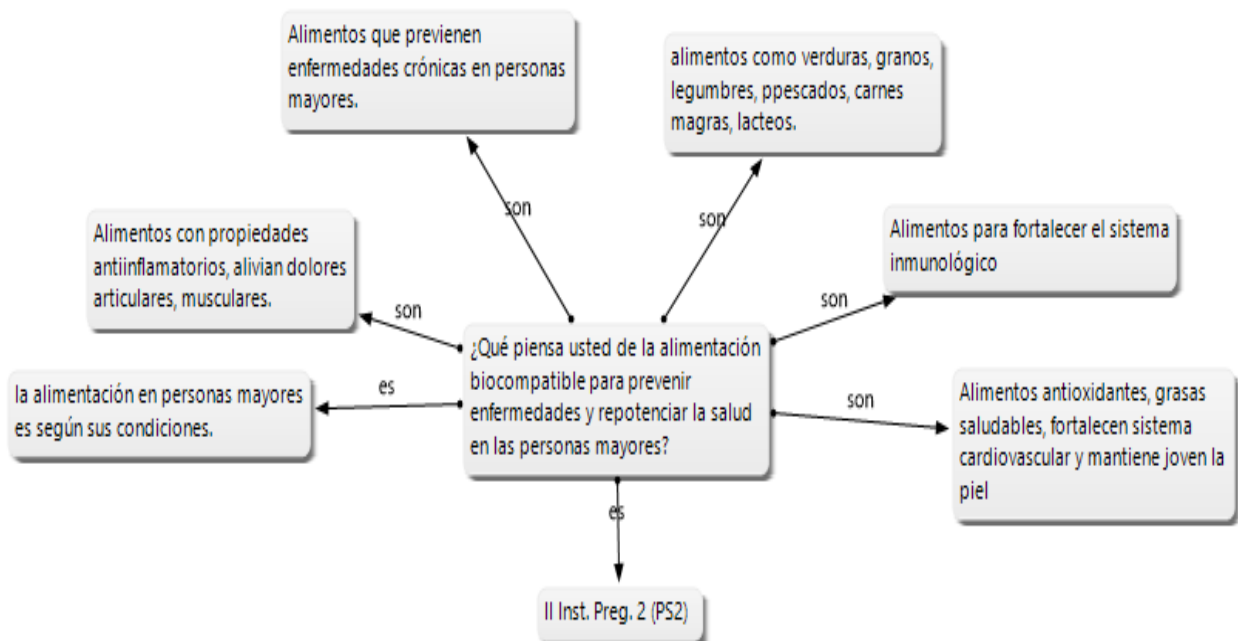 Alimentos que previenen
enfermedades crónicas en personas
mayores.
alimentos como verduras, granos,
legumbres, ppescados, carnes
magras, lacteos.
son
son
Alimentos con propiedades
antiinflamatorios, alivian dolores
articulares, musculares.
Alimentos para fortalecer el sistema
inmunológico
son
son
¿Qué piensa usted de la alimentación
biocompatible para prevenir
enfermedades y repotenciar la salud
en las personas mayores?
la alimentación en personas mayores
es según sus condiciones.
es
son
Alimentos antioxidantes, grasas
saludables, fortalecen sistema
cardiovascular y mantiene joven la
piel
es
II Inst. Preg. 2 (PS2)